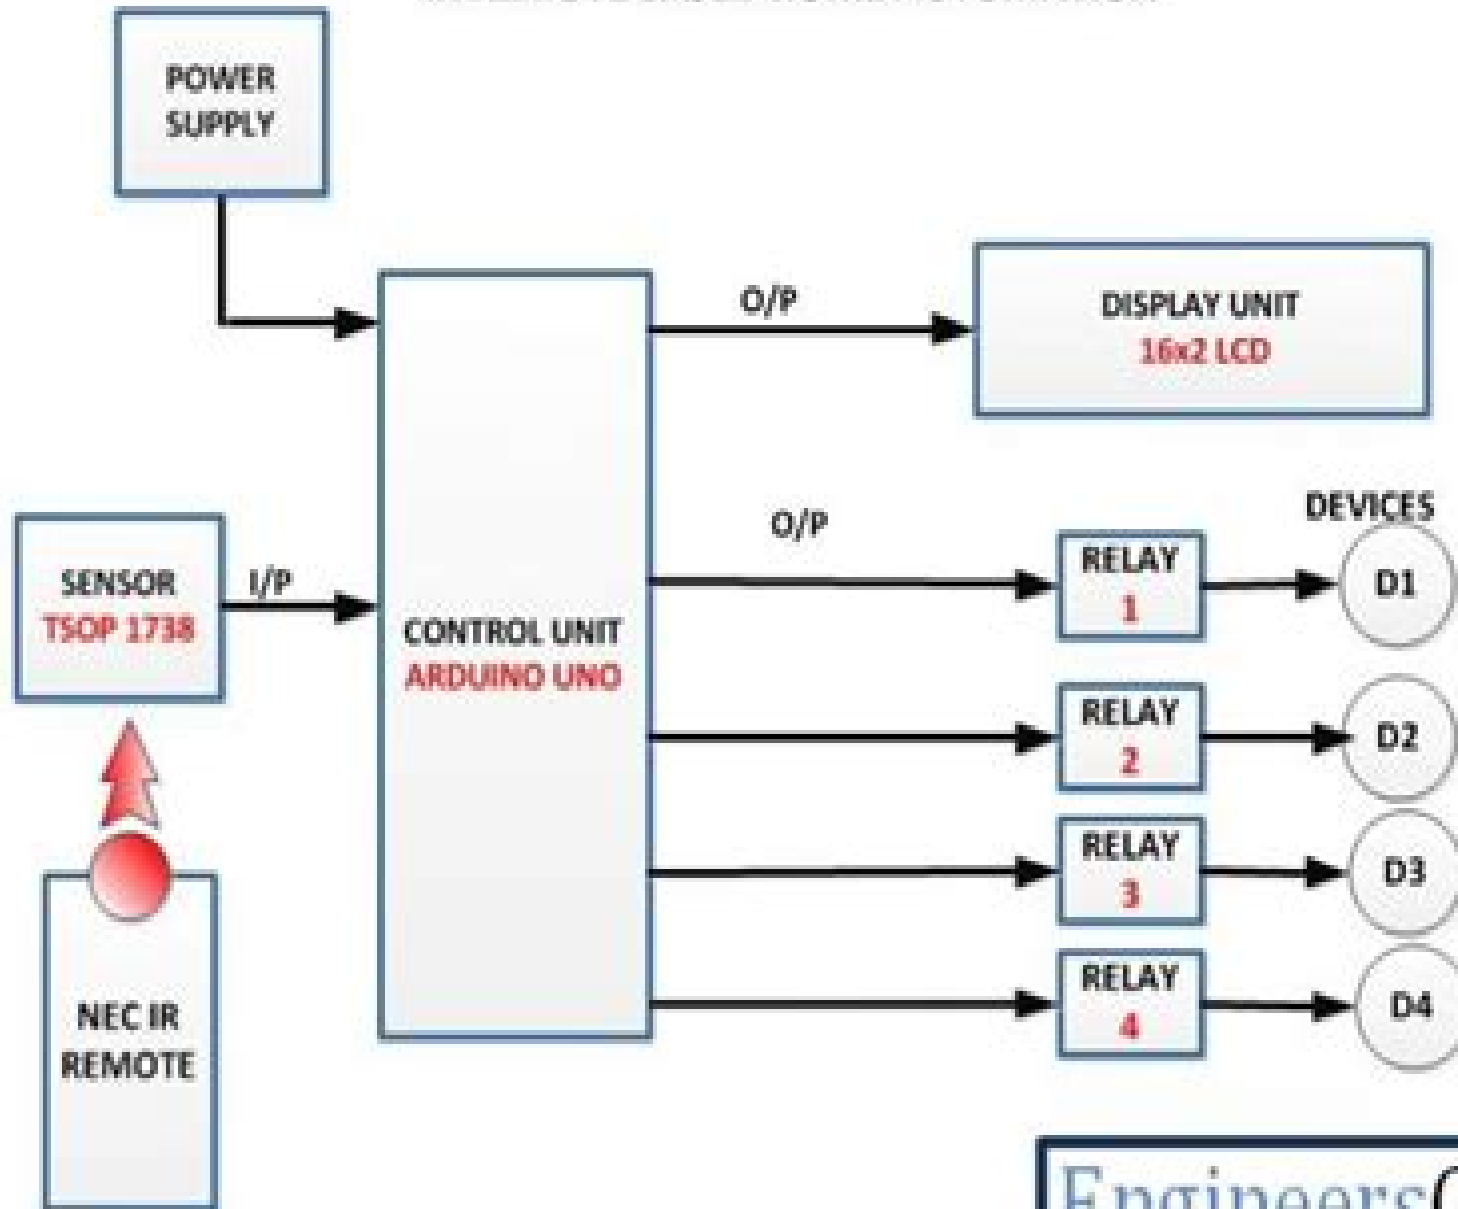 POWER
SUPPLY
O/P
DISPLAY UNIT
16x2 LCD
DEVICES
O/P
SENSOR
TSOP 1738
I/P
CONTROL UNIT
ARDUINO UNO
RELAY
1
D1
RELAY
2
D2
RELAY
3
D3
RELAY
4
D4
NEC IR
REMOTE
Engineers